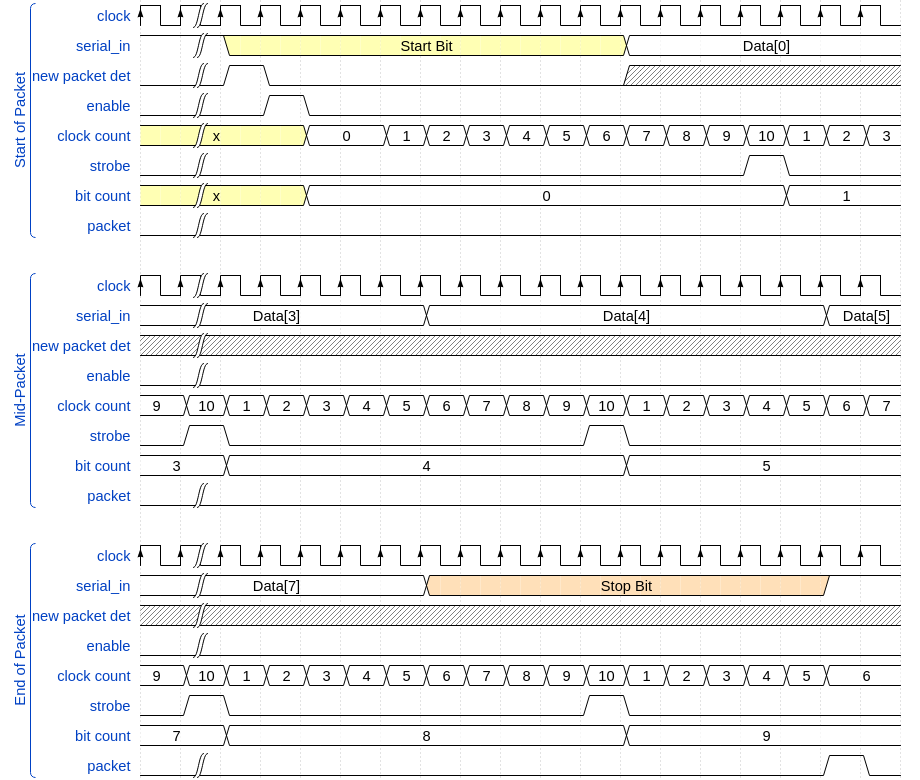 Start of Packet
clock
serial_in Start Bit Data[0]
new packet det
enable
clock count x 0 1 2 3 4 5 6 7 8 9 10 1 2 3
strobe
bit count x 0 1
packet
Mid-Packet
clock
serial_in Data[3] Data[4] Data[5]
new packet det
enable
clock count 9 10 1 2 3 4 5 6 7 8 9 10 1 2 3 4 5 6 7
strobe
bit count 3 4 5
packet
End of Packet
clock
serial_in Data[7] Stop Bit
new packet det
enable
clock count 9 10 1 2 3 4 5 6 7 8 9 10 1 2 3 4 5 6
strobe
bit count 7 8 9
packet